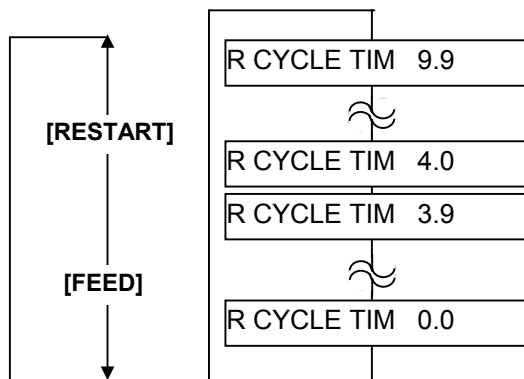 R CYCLE TIM 9.9
[RESTART]
R CYCLE TIM 4.0
R CYCLE TIM 3.9
[FEED]
R CYCLE TIM 0.0